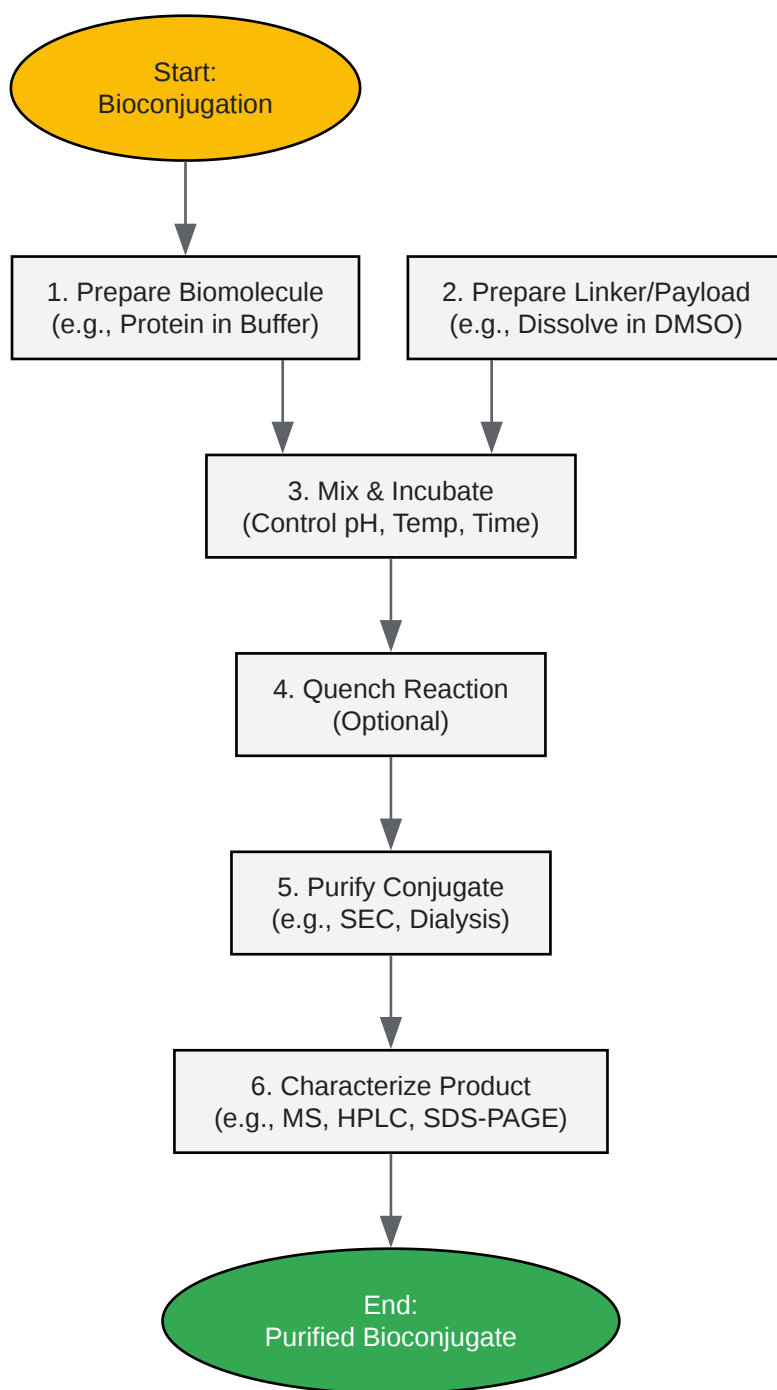 Start:
Bioconjugation
1. Prepare Biomolecule
(e.g., Protein in Buffer)
2. Prepare Linker/Payload
(e.g., Dissolve in DMSO)
3. Mix & Incubate
(Control pH, Temp, Time)
4. Quench Reaction
(Optional)
5. Purify Conjugate
(e.g., SEC, Dialysis)
6. Characterize Product
(e.g., MS, HPLC, SDS-PAGE)
End:
Purified Bioconjugate